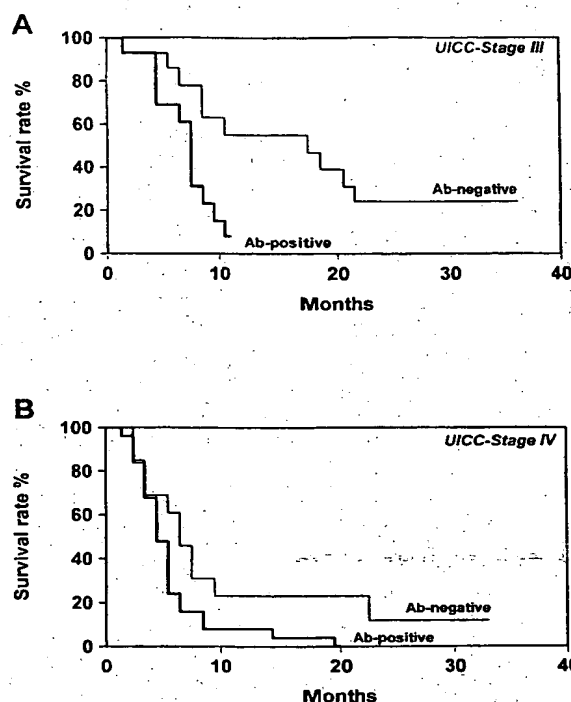 A
UICC-Stage III
Survival rate %
100
80
60
40
20
0
Ab-negative
Ab-positive
0 10 20 30 40
Months
B
UICC-Stage IV
Survival rate %
100
80
60
40
20
0
Ab-negative
Ab-positive
0 10 20 30 40
Months